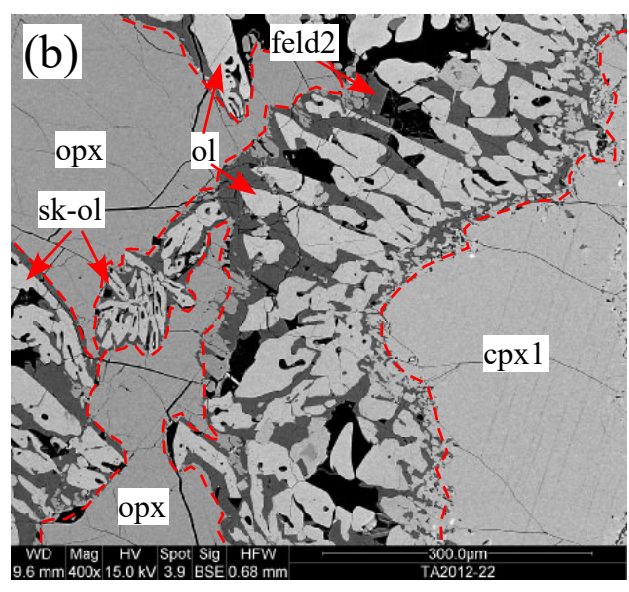 (b)
feld2
opx
ol
sk-ol
cpx1
opx
WD Mag HV Spot Sig HFW 300.0µm
9.6 mm 400x 15.0 kV 3.9 BSE 0.68 mm TA2012-22